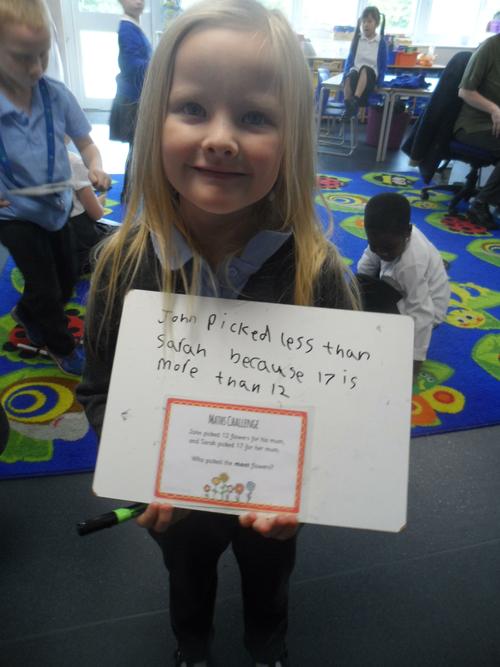 John picked less than
Sarah because 17 is
more than 12
MATHS CHALLENGE
John picked 12 flowers for his mum,
and Sarah picked 17 for her mum.
Who picked the most flowers?